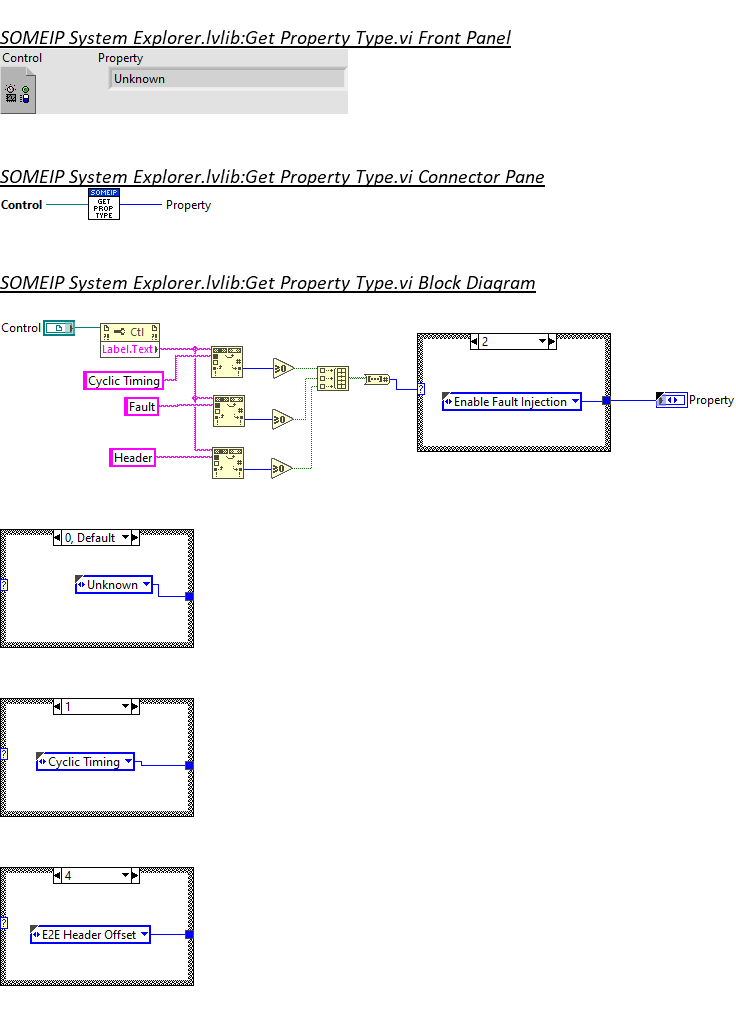 SOMEIP System Explorer.lvlib:Get Property Type.vi Front Panel
Control Property
Unknown
SOMEIP System Explorer.lvlib:Get Property Type.vi Connector Pane
SOMEIP
Control GET PROP TYPE Property
SOMEIP System Explorer.lvlib:Get Property Type.vi Block Diagram
Control Ctl
Label.Text
2
Cyclic Timing
≥0
Enable Fault Injection Property
Fault
≥0
Header
≥0
0, Default
Unknown
1
Cyclic Timing
4
E2E Header Offset